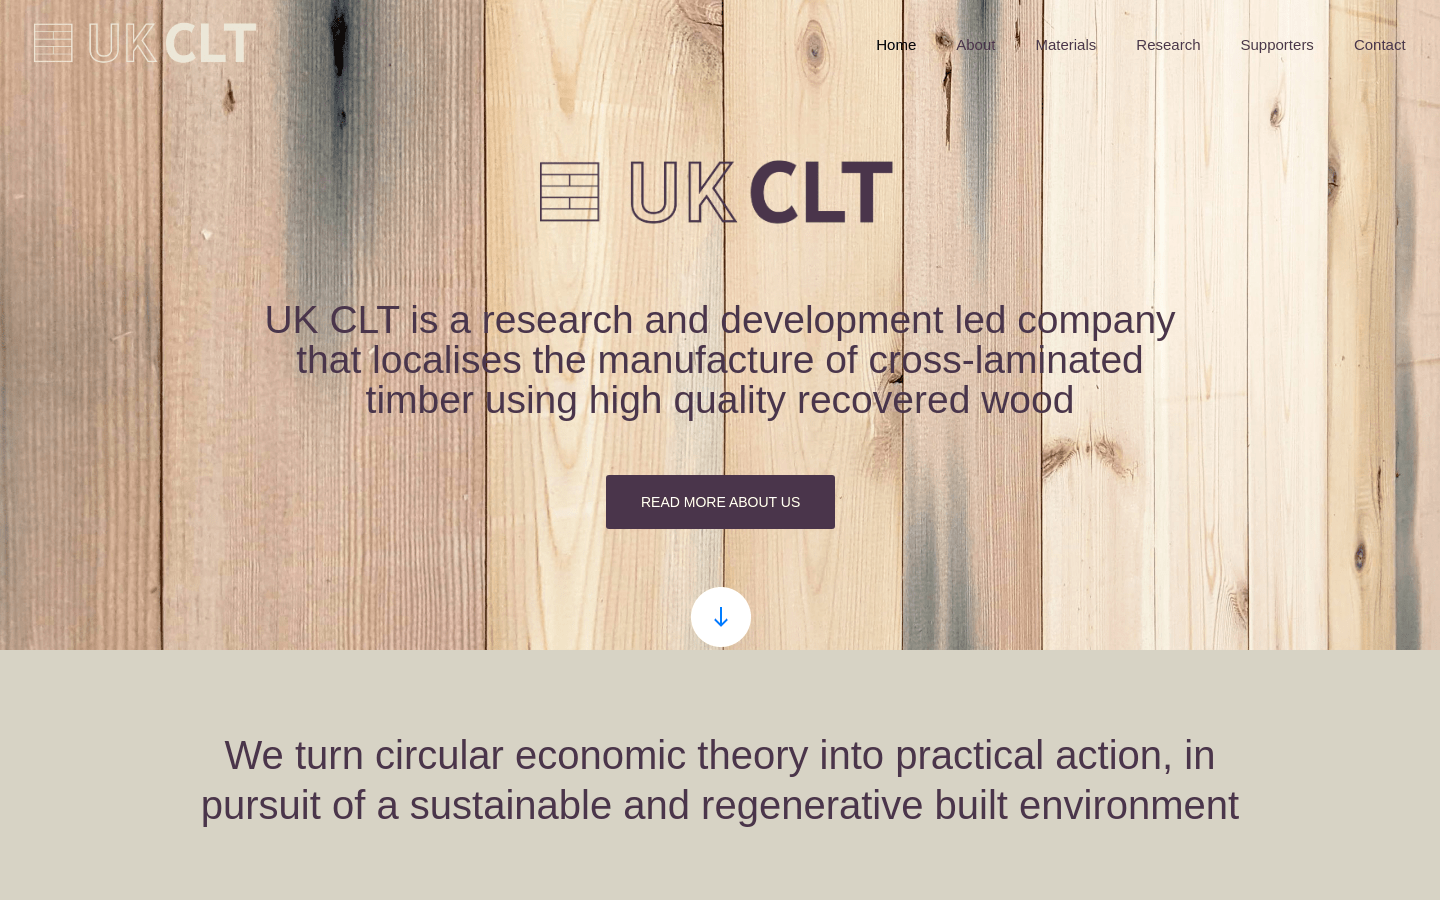 UK CLT
Home About Materials Research Supporters Contact
UK CLT
UK CLT is a research and development led company
that localises the manufacture of cross-laminated
timber using high quality recovered wood
READ MORE ABOUT US
We turn circular economic theory into practical action, in
pursuit of a sustainable and regenerative built environment